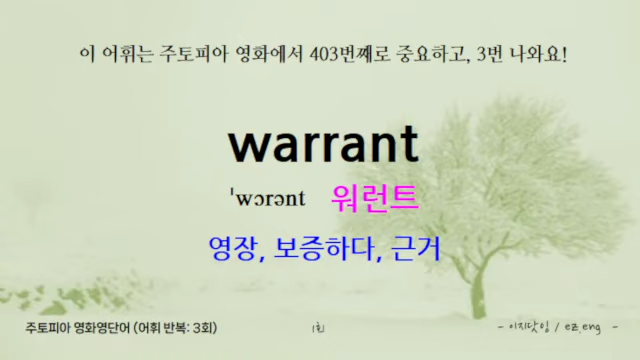 이 어휘는 주토피아 영화에서 403번째로 중요하고, 3번 나와요!
warrant
ˈwɔrənt 워런트
영장, 보증하다, 근거
주토피아 영화영단어 (어휘 반복: 3회) 1회 - 이지닷잉 / ez.eng -